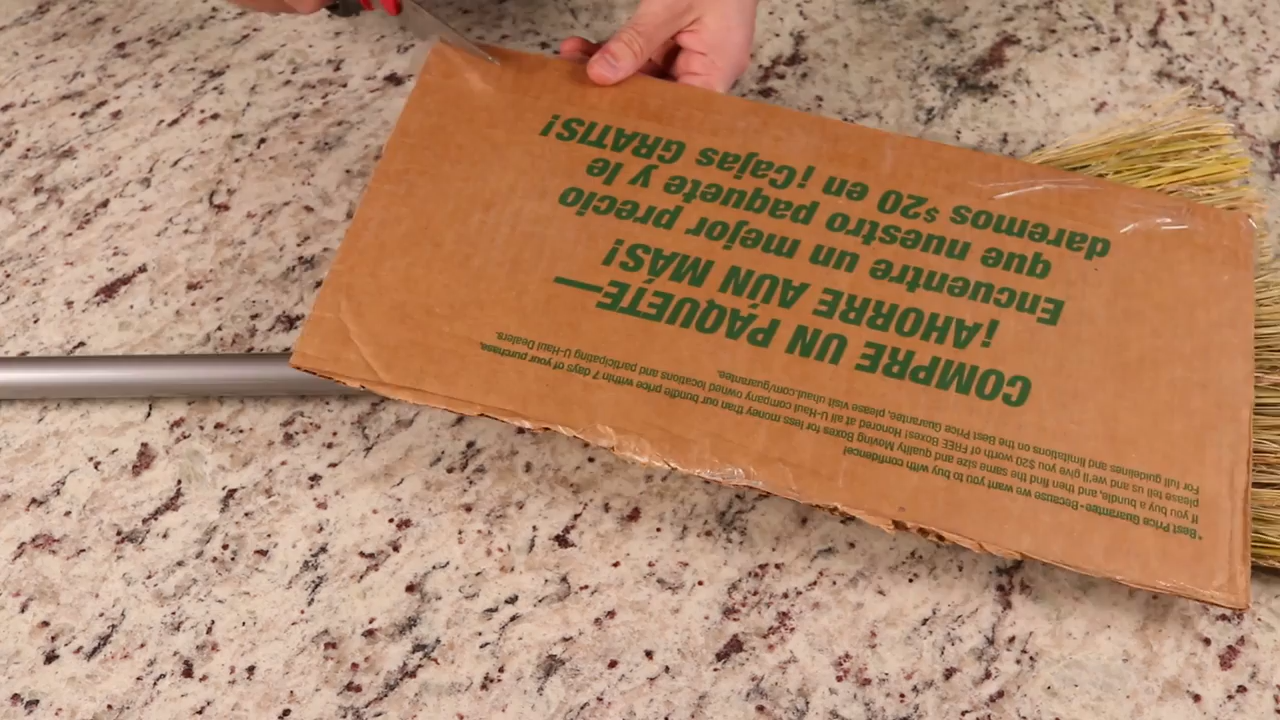 *Best Price Guarantee - Because we want you to buy with confidence!
If you buy a bundle, and then find the same size and quality Moving Boxes for less money than our bundle price within 7 days of your purchase,
please tell us and we'll give you $20 worth of FREE Boxes! Honored at all U-Haul company owned locations and participating U-Haul Dealers.
For full guidelines and limitations on the Best Price Guarantee, please visit uhaul.com/guarantee.
COMPRE UN PAQUETE—
¡AHORRE AÚN MÁS!
Encuentre un mejor precio
que nuestro paquete y le
daremos $20 en ¡Cajas GRATIS!